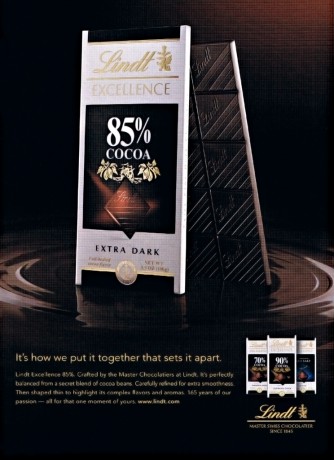 Lindt
EXCELLENCE
85%
COCOA
EXTRA DARK
NET WT
It's how we put it together that sets it apart.
Lindt Excellence 85%. Crafted by the Master Chocolatiers at Lindt. It's perfectly
balanced from a secret blend of cocoa beans. Carefully refined for extra smoothness.
Then shaped thin to highlight its complex flavors and aromas. 165 years of our
passion — all for that one moment of yours. www.lindt.com
70%
90%
Lindt
MASTER SWISS CHOCOLATIER
SINCE 1845